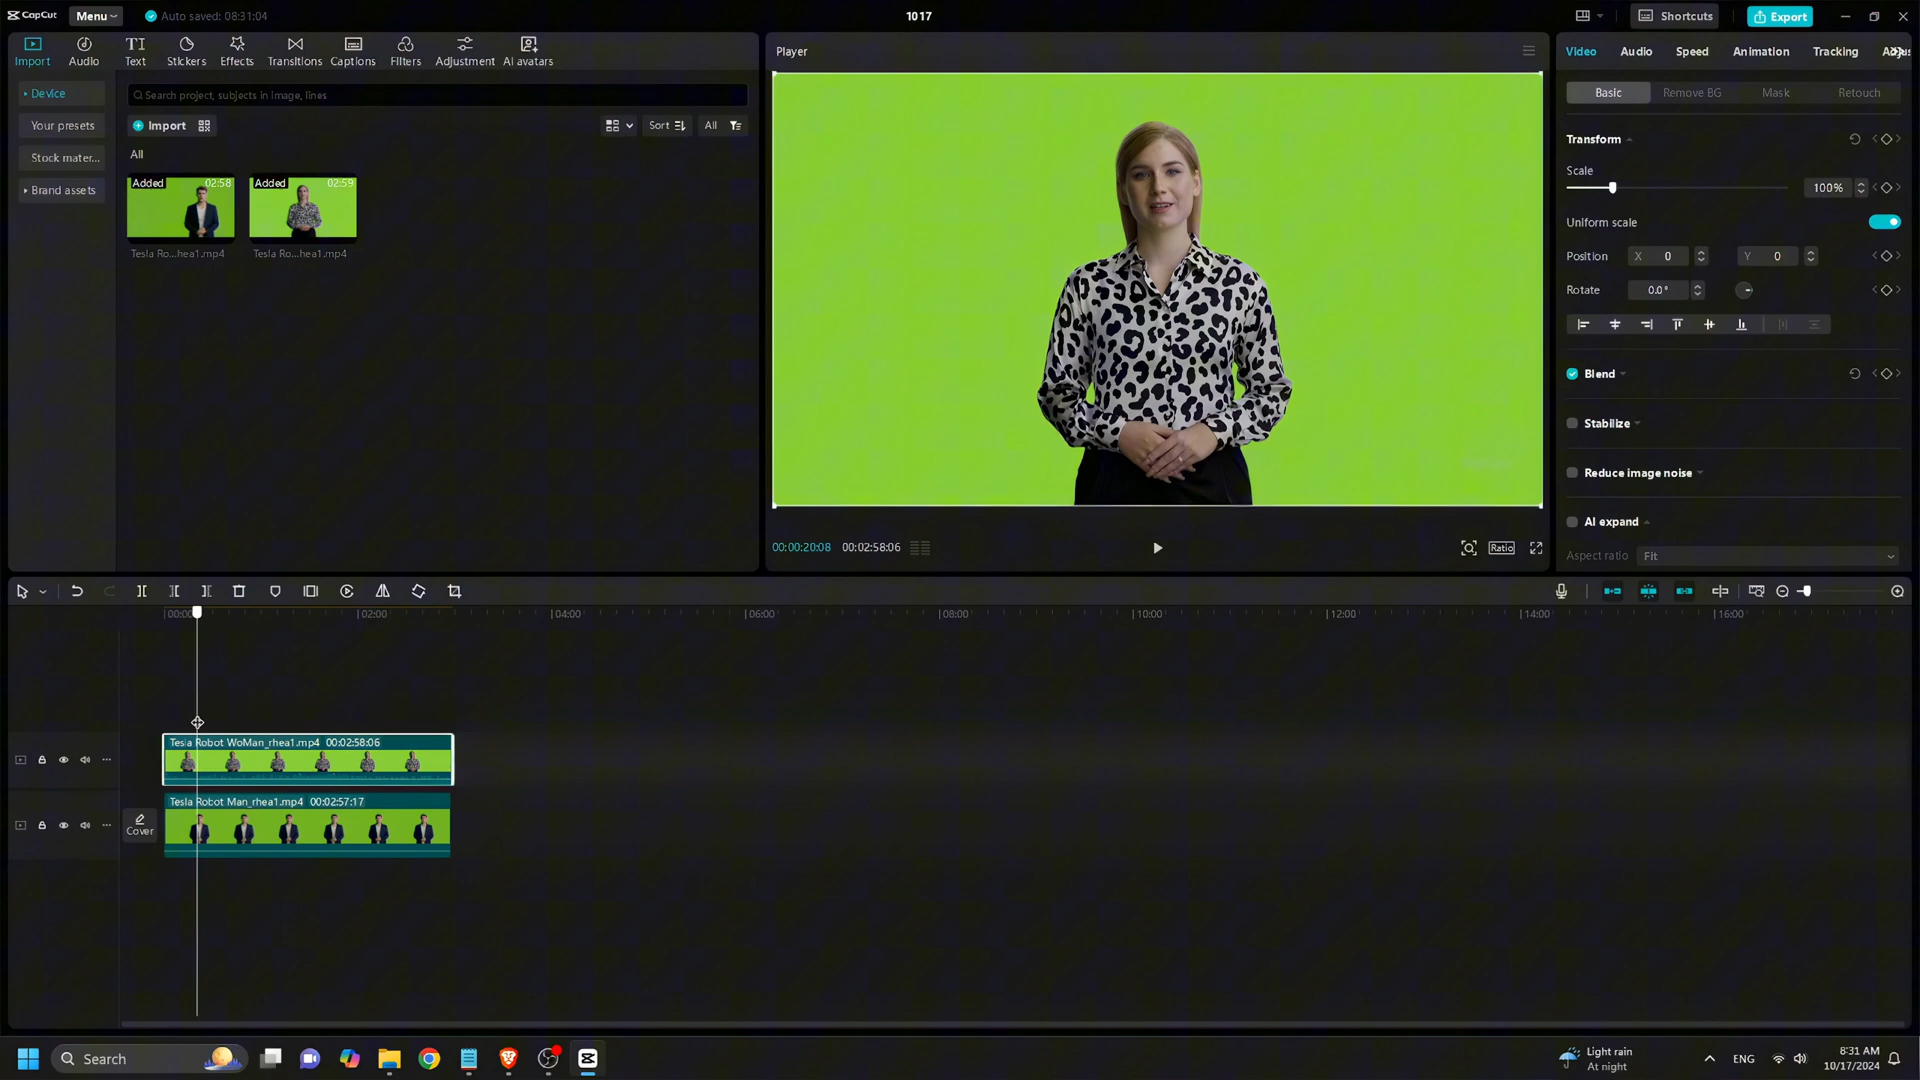 CapCut
Menu
Auto saved: 08:31:04
1017
Shortcuts
Export
Import
Audio
Text
Stickers
Effects
Transitions
Captions
Filters
Adjustment
AI avatars
Device
Your presets
Stock mater...
Brand assets
Search project, subjects in image, lines
Import
Sort
All
All
Added
02:58
Tesla Ro...hea1.mp4
Added
02:59
Tesla Ro...hea1.mp4
Player
00:00:20:08
00:02:58:06
Ratio
Video
Audio
Speed
Animation
Tracking
Basic
Remove BG
Mask
Retouch
Transform
Scale
100%
Uniform scale
Position
X 0
Y 0
Rotate
0.0°
Blend
Stabilize
Reduce image noise
AI expand
Aspect ratio
Fit
00:00
02:00
04:00
06:00
08:00
10:00
12:00
14:00
16:00
Tesla Robot WoMan_rhea1.mp4 00:02:58:06
Tesla Robot Man_rhea1.mp4 00:02:57:17
Cover
Search
Light rain
At night
ENG
8:31 AM
10/17/2024